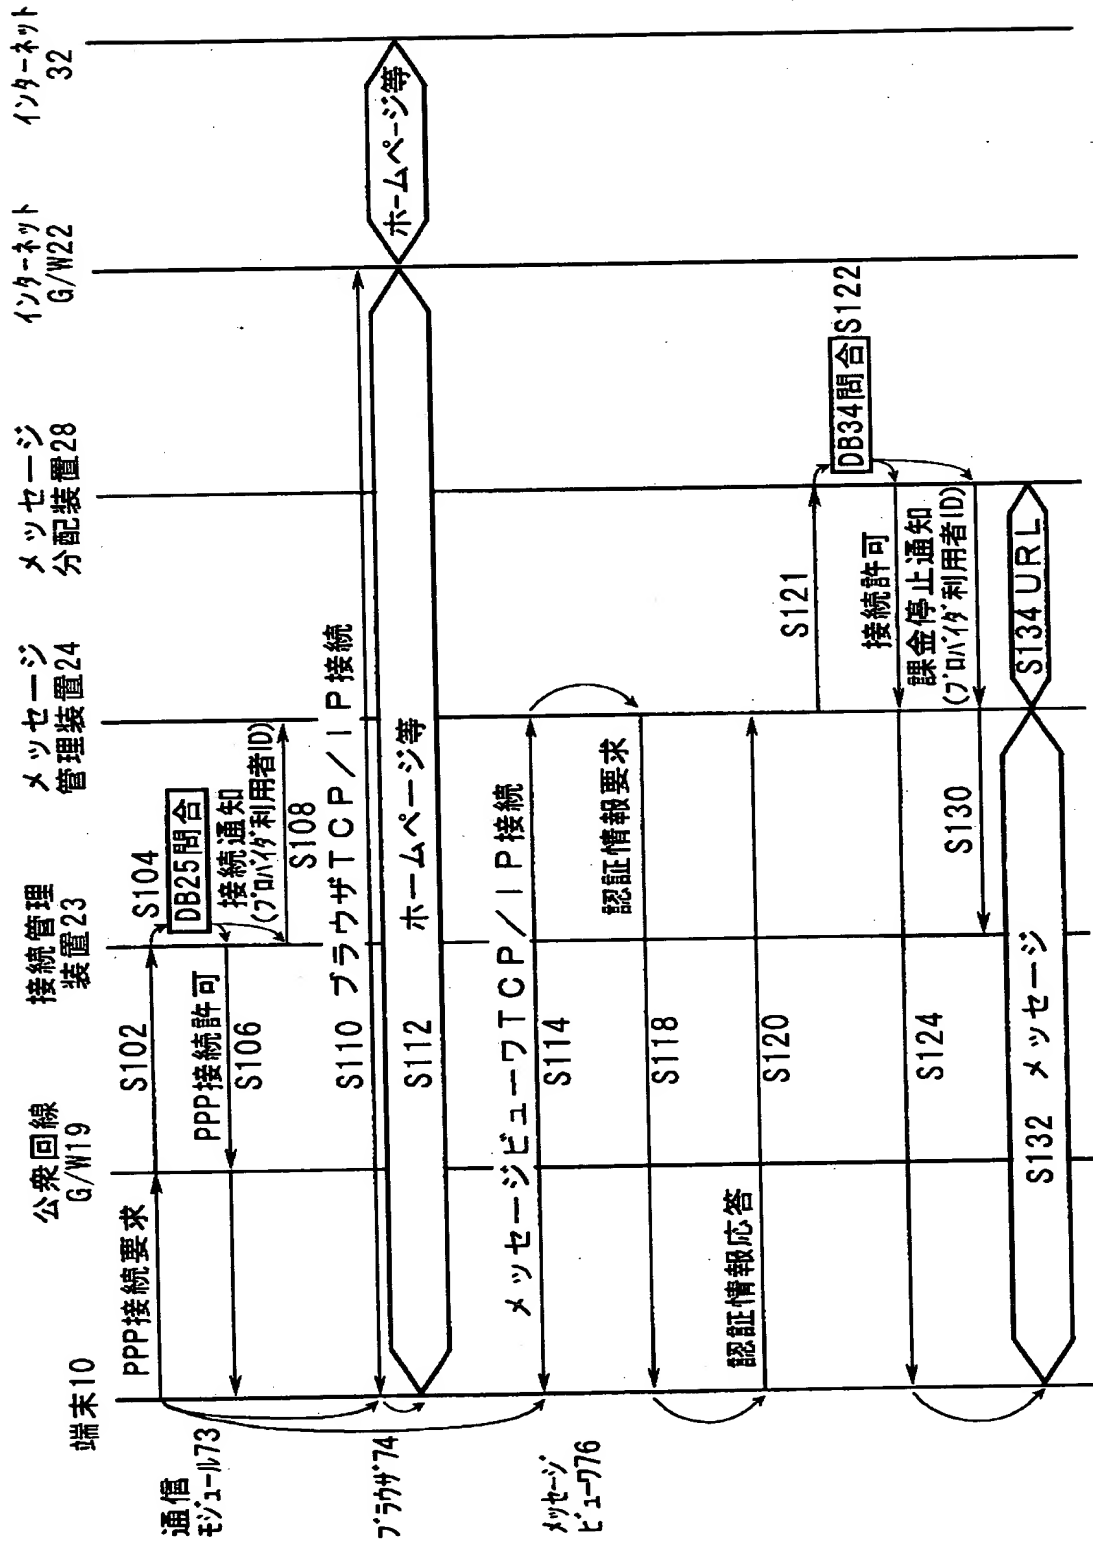 端末10
公衆回線
G/W19
接続管理
装置23
メッセージ
管理装置24
メッセージ
分配装置28
インターネット
G/W22
インターネット
32
通信
モジュール73
PPP接続要求
S102
S104
DB25問合
PPP接続許可
S106
接続通知
(プロバイダ利用者ID)
S108
ブラウザ74
S110 ブラウザTCP/IP接続
S112
ホームページ等
ホームページ等
メッセージ
ビューワ76
メッセージビューワTCP/IP接続
S114
認証情報要求
S118
認証情報応答
S120
S121
DB34問合
S122
接続許可
S124
課金停止通知
(プロバイダ利用者ID)
S130
S132 メッセージ
S134 URL